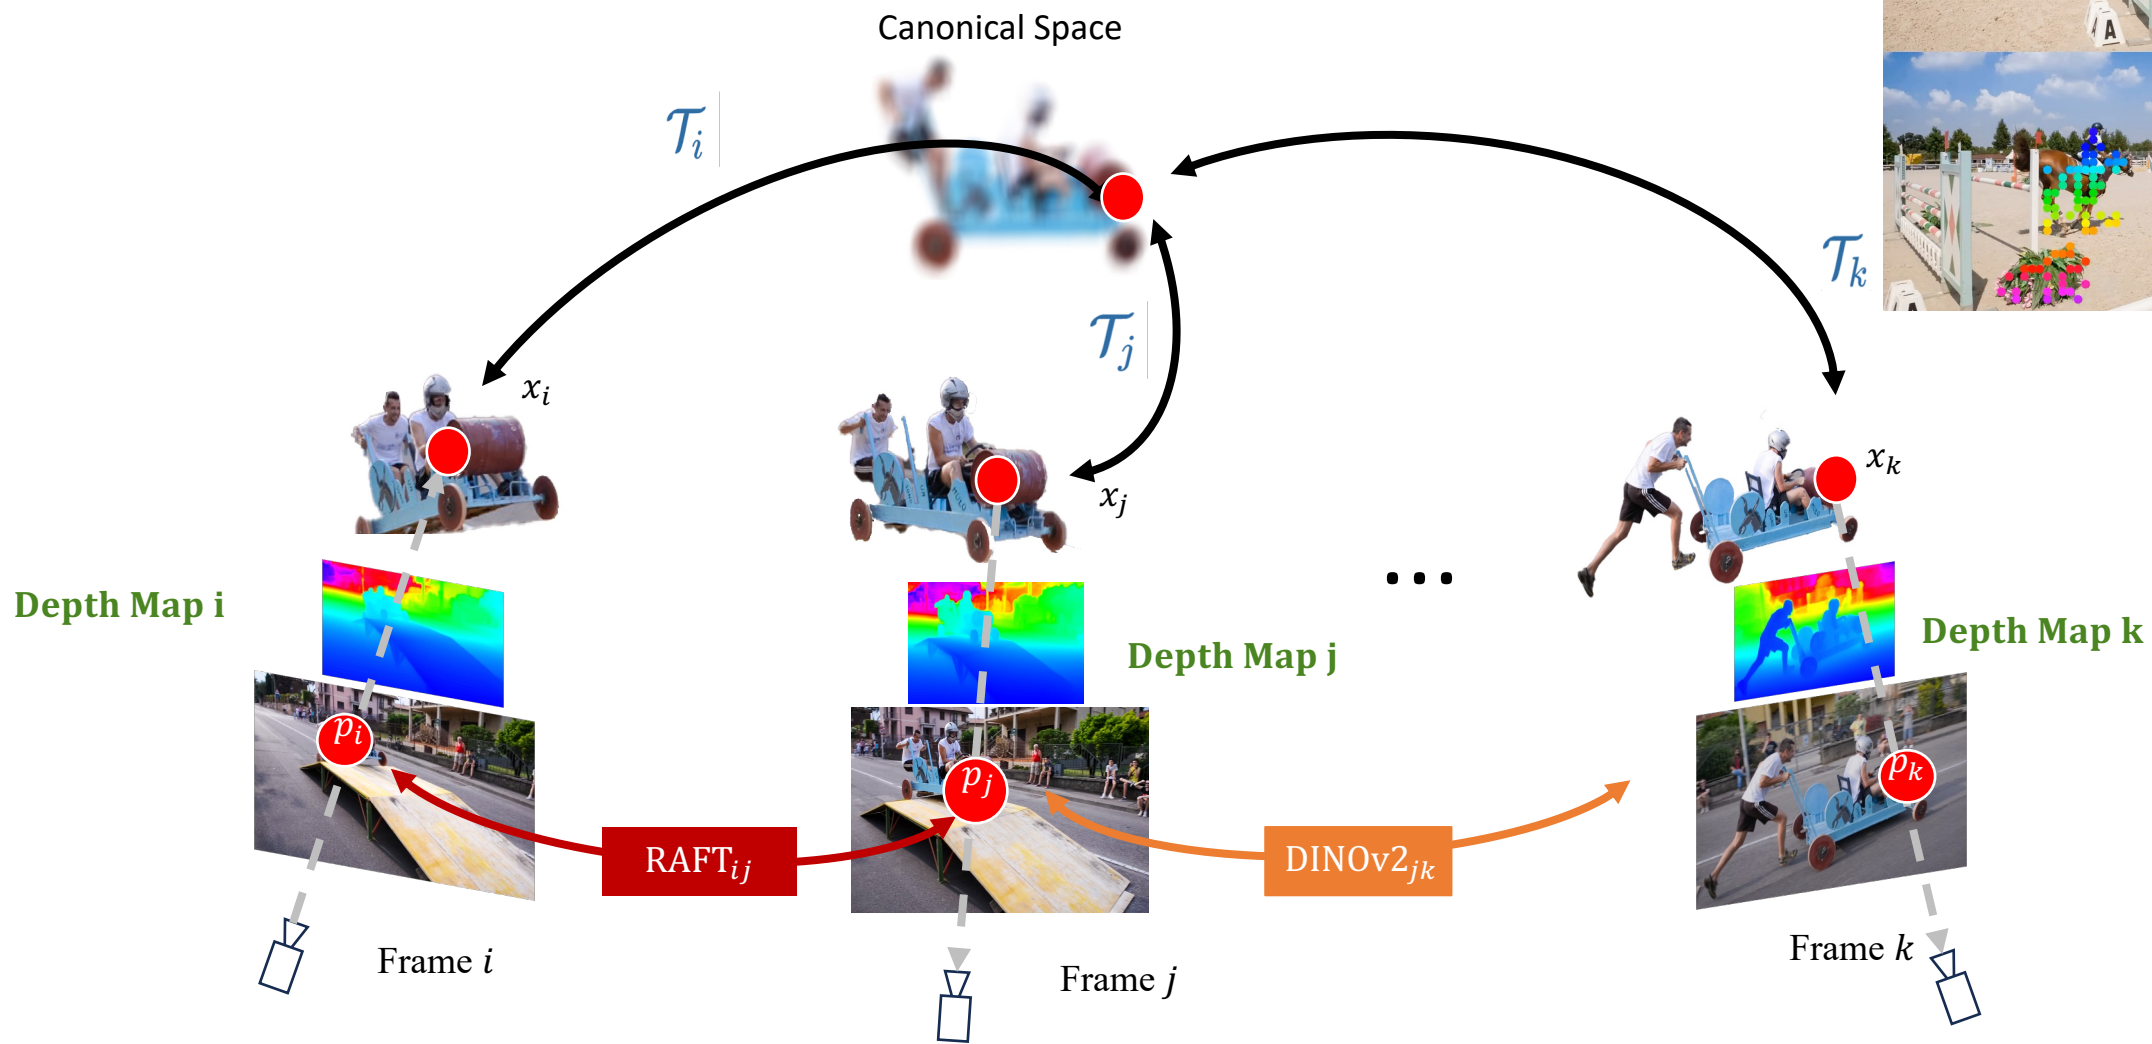 Canonical Space
A
𝒯ᵢ
𝒯ₖ
A
𝒯ⱼ
xᵢ
xⱼ
xₖ
Depth Map i
Depth Map j
Depth Map k
pᵢ
pⱼ
pₖ
RAFTᵢⱼ
DINOv2ⱼₖ
Frame i
Frame j
Frame k